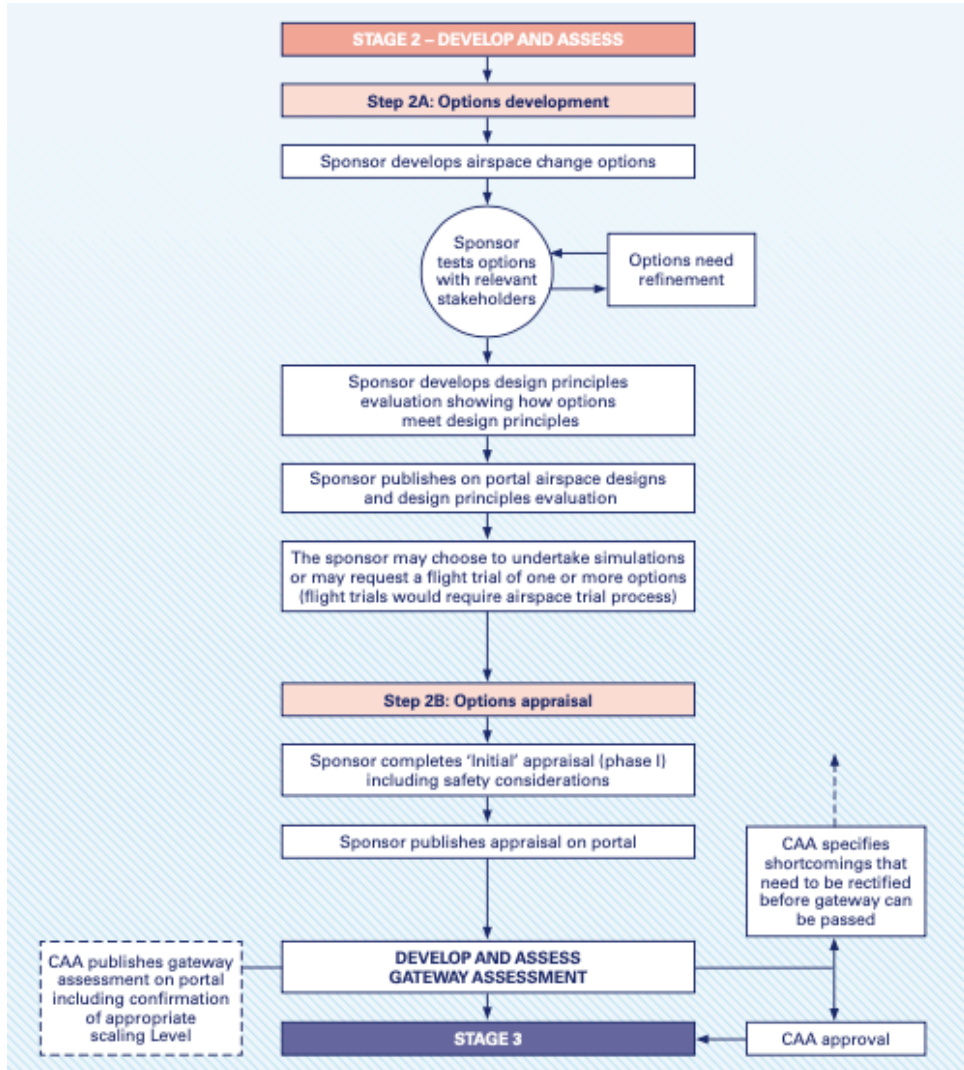 STAGE 2 – DEVELOP AND ASSESS
Step 2A: Options development
Sponsor develops airspace change options
Sponsor
tests options
with relevant
stakeholders
Options need
refinement
Sponsor develops design principles
evaluation showing how options
meet design principles
Sponsor publishes on portal airspace designs
and design principles evaluation
The sponsor may choose to undertake simulations
or may request a flight trial of one or more options
(flight trials would require airspace trial process)
Step 2B: Options appraisal
Sponsor completes ‘Initial’ appraisal (phase I)
including safety considerations
Sponsor publishes appraisal on portal
CAA specifies
shortcomings that
need to be rectified
before gateway can
be passed
DEVELOP AND ASSESS
GATEWAY ASSESSMENT
CAA publishes gateway
assessment on portal
including confirmation
of appropriate
scaling Level
STAGE 3
CAA approval